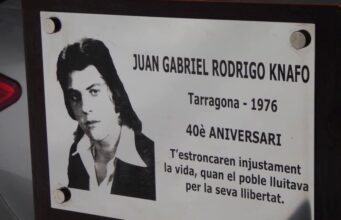 JUAN GABRIEL RODRIGO KNAFO
Tarragona - 1976
40è ANIVERSARI
T'estroncaren injustament
la vida, quan el poble lluitava
per la seva llibertat.